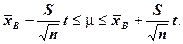 x̄_B − S/√n t ≤ μ ≤ x̄_B + S/√n t.